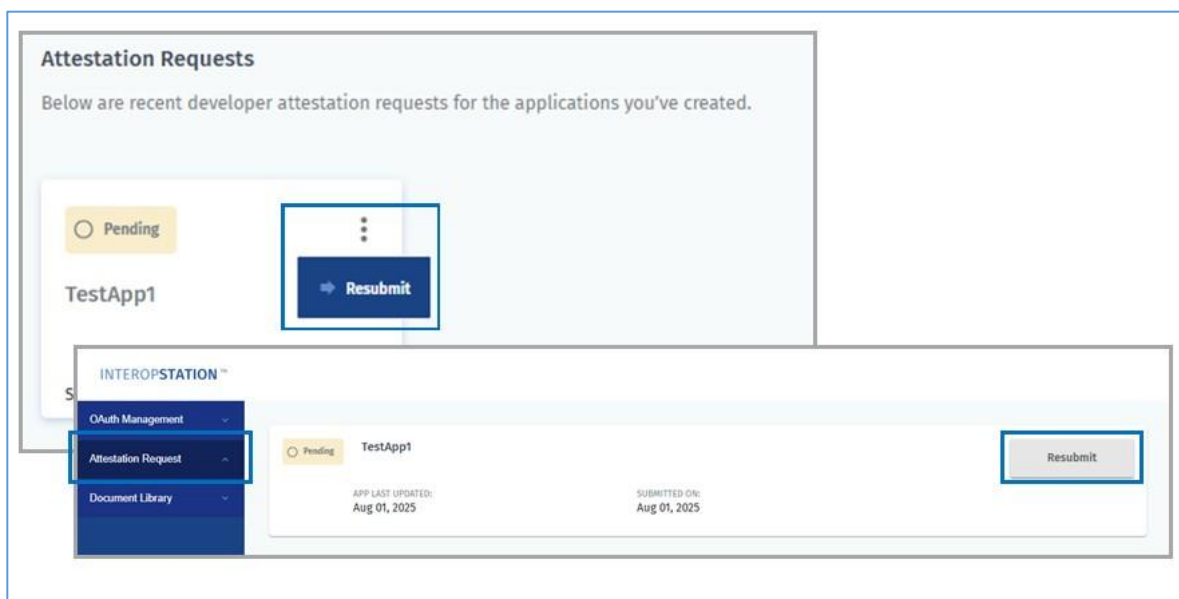 Attestation Requests
Below are recent developer attestation requests for the applications you've created.
Pending
TestApp1
Resubmit
S
INTEROPSTATION™
OAuth Management
Attestation Request
Document Library
Pending TestApp1
Resubmit
APP LAST UPDATED: SUBMITTED ON:
Aug 01, 2025 Aug 01, 2025